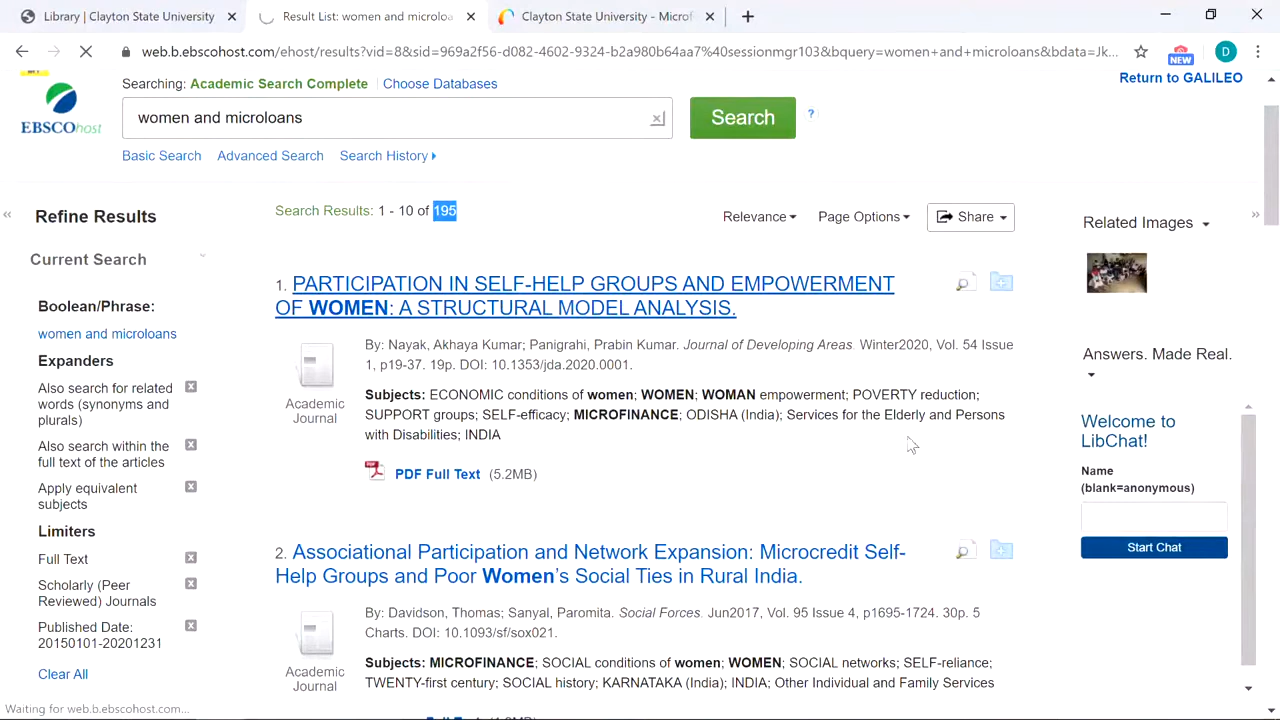 Library | Clayton State University
Result List: women and microloa
Clayton State University - Microf
web.b.ebscohost.com/ehost/results?vid=8&sid=969a2f56-d082-4602-9324-b2a980b64aa7%40sessionmgr103&bquery=women+and+microloans&bdata=Jk...
NEW
D
Return to GALILEO
EBSCOhost
Searching: Academic Search Complete
Choose Databases
women and microloans
Search
?
Basic Search
Advanced Search
Search History
«
Refine Results
Search Results: 1 - 10 of 195
Relevance
Page Options
Share
»
Related Images
Current Search
Boolean/Phrase:
women and microloans
Expanders
Also search for related
words (synonyms and
plurals)
Also search within the
full text of the articles
Apply equivalent
subjects
Limiters
Full Text
Scholarly (Peer
Reviewed) Journals
Published Date:
20150101-20201231
Clear All
1. PARTICIPATION IN SELF-HELP GROUPS AND EMPOWERMENT
OF WOMEN: A STRUCTURAL MODEL ANALYSIS.
By: Nayak, Akhaya Kumar; Panigrahi, Prabin Kumar. Journal of Developing Areas. Winter2020, Vol. 54 Issue
1, p19-37. 19p. DOI: 10.1353/jda.2020.0001.
Academic
Journal
Subjects: ECONOMIC conditions of women; WOMEN; WOMAN empowerment; POVERTY reduction;
SUPPORT groups; SELF-efficacy; MICROFINANCE; ODISHA (India); Services for the Elderly and Persons
with Disabilities; INDIA
PDF Full Text (5.2MB)
2. Associational Participation and Network Expansion: Microcredit Self-
Help Groups and Poor Women's Social Ties in Rural India.
By: Davidson, Thomas; Sanyal, Paromita. Social Forces. Jun2017, Vol. 95 Issue 4, p1695-1724. 30p. 5
Charts. DOI: 10.1093/sf/sox021.
Academic
Journal
Subjects: MICROFINANCE; SOCIAL conditions of women; WOMEN; SOCIAL networks; SELF-reliance;
TWENTY-first century; SOCIAL history; KARNATAKA (India); INDIA; Other Individual and Family Services
Answers. Made Real.
Welcome to
LibChat!
Name
(blank=anonymous)
Start Chat
Waiting for web.b.ebscohost.com...